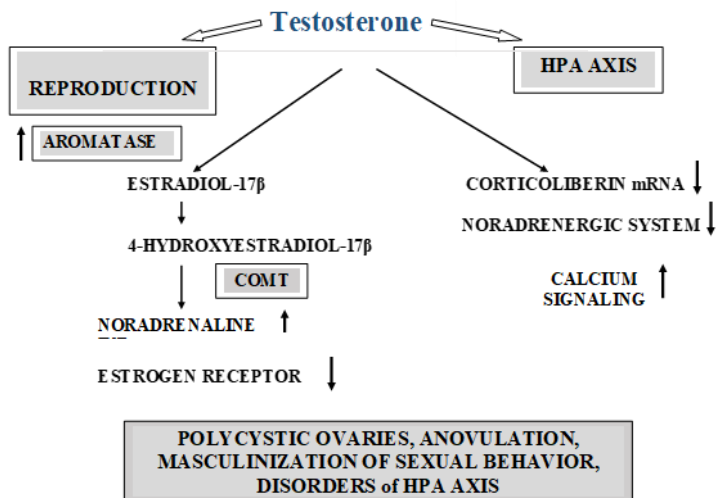 Testosterone
REPRODUCTION
HPA AXIS
AROMATASE
ESTRADIOL-17β
4-HYDROXYESTRADIOL-17β
COMT
NORADRENALINE
ESTROGEN RECEPTOR
CORTICOLIBERIN mRNA
NORADRENERGIC SYSTEM
CALCIUM
SIGNALING
POLYCYSTIC OVARIES, ANOVULATION,
MASCULINIZATION OF SEXUAL BEHAVIOR,
DISORDERS of HPA AXIS